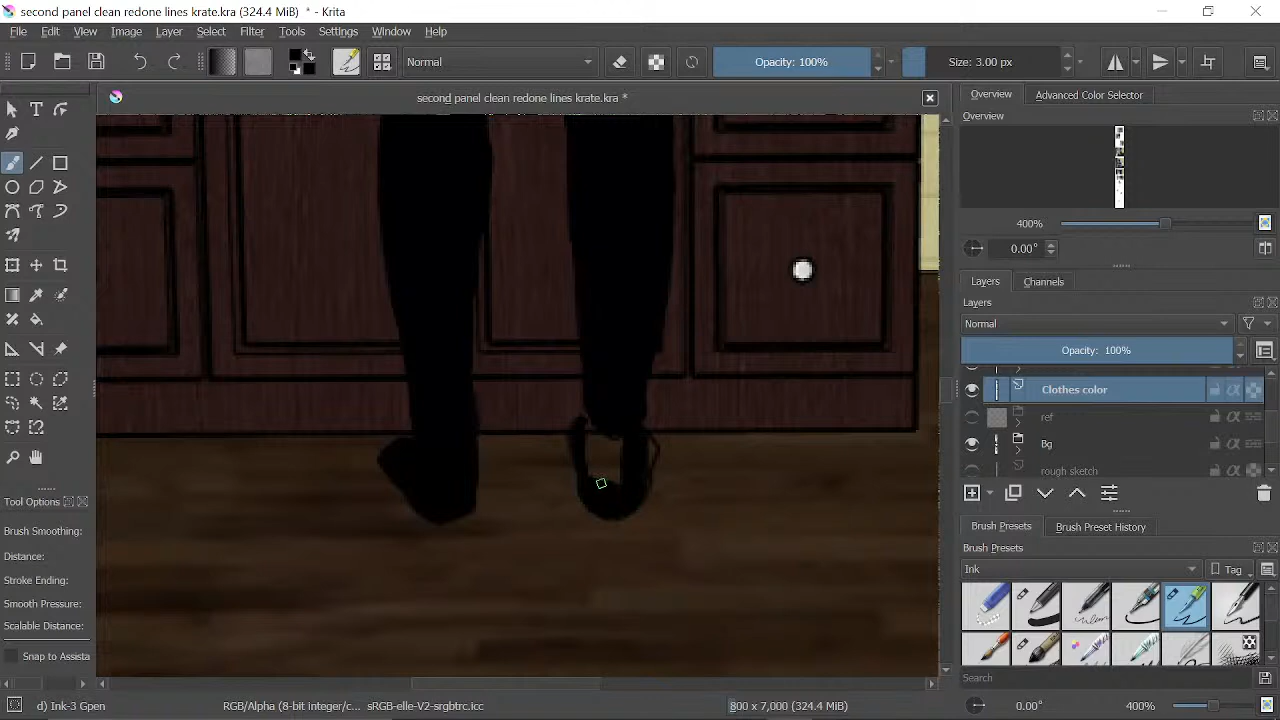 second panel clean redone lines krate.kra (324.4 MiB) * - Krita
File Edit View Image Layer Filter Select Filter Tools Settings Window Help
Normal Opacity: 100% Size: 3.00 px
second panel clean redone lines krate.kra *
Overview Advanced Color Selector
Overview
400%
0.00°
Layers Channels
Layers
Normal
Opacity: 100%
Clothes color
ref
Bg
rough sketch
Tool Options
Brush Smoothing:
Distance:
Stroke Ending:
Smooth Pressure:
Scalable Distance:
Snap to Assista
Brush Presets Brush Preset History
Brush Presets
Ink Tag
Search
d) Ink-3 Gpen RGB/Alpha (8-bit integer/c... sRGB-elle-V2-srgbtrc.icc 800 x 7,000 (324.4 MiB) 0.00° 400%